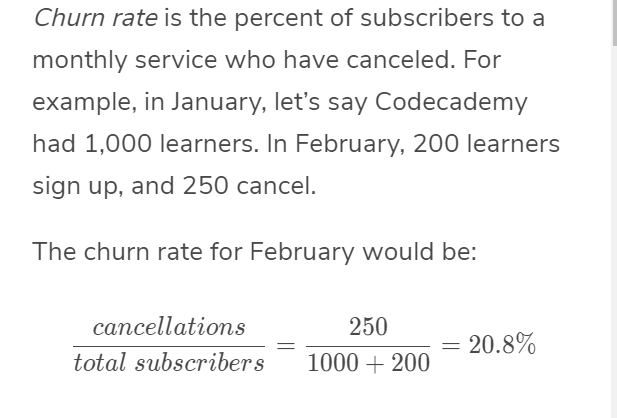 Churn rate is the percent of subscribers to a
monthly service who have canceled. For
example, in January, let’s say Codecademy
had 1,000 learners. In February, 200 learners
sign up, and 250 cancel.
The churn rate for February would be:
cancellations / total subscribers = 250 / 1000 + 200 = 20.8%